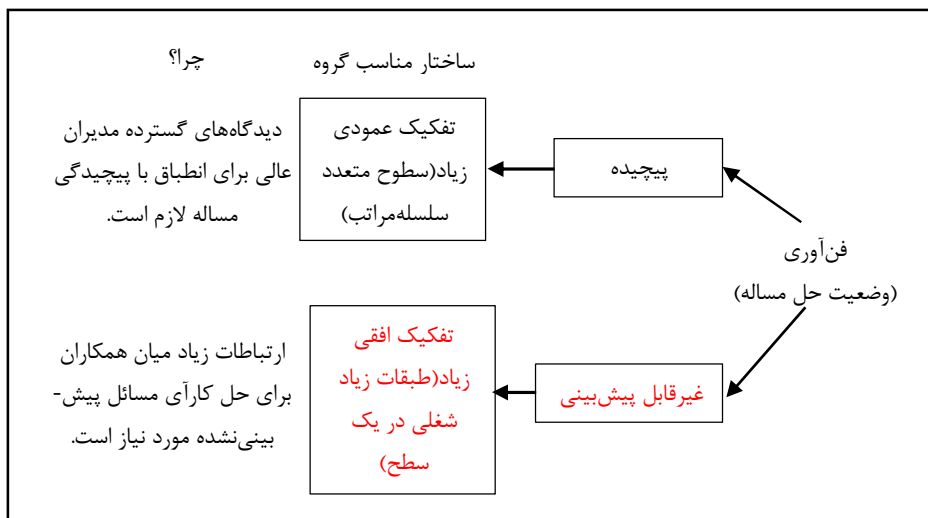 ساختار مناسب گروه
چرا؟
فن‌آوری
(وضعیت حل مساله)
پیچیده
تفکیک عمودی
زیاد(سطوح متعدد
سلسله‌مراتب)
دیدگاه‌های گسترده مدیران
عالی برای انطباق با پیچیدگی
مساله لازم است.
غیرقابل پیش‌بینی
تفکیک افقی
زیاد(طبقات زیاد
شغلی در یک
سطح)
ارتباطات زیاد میان همکاران
برای حل کارآی مسائل پیش-
بینی‌نشده مورد نیاز است.